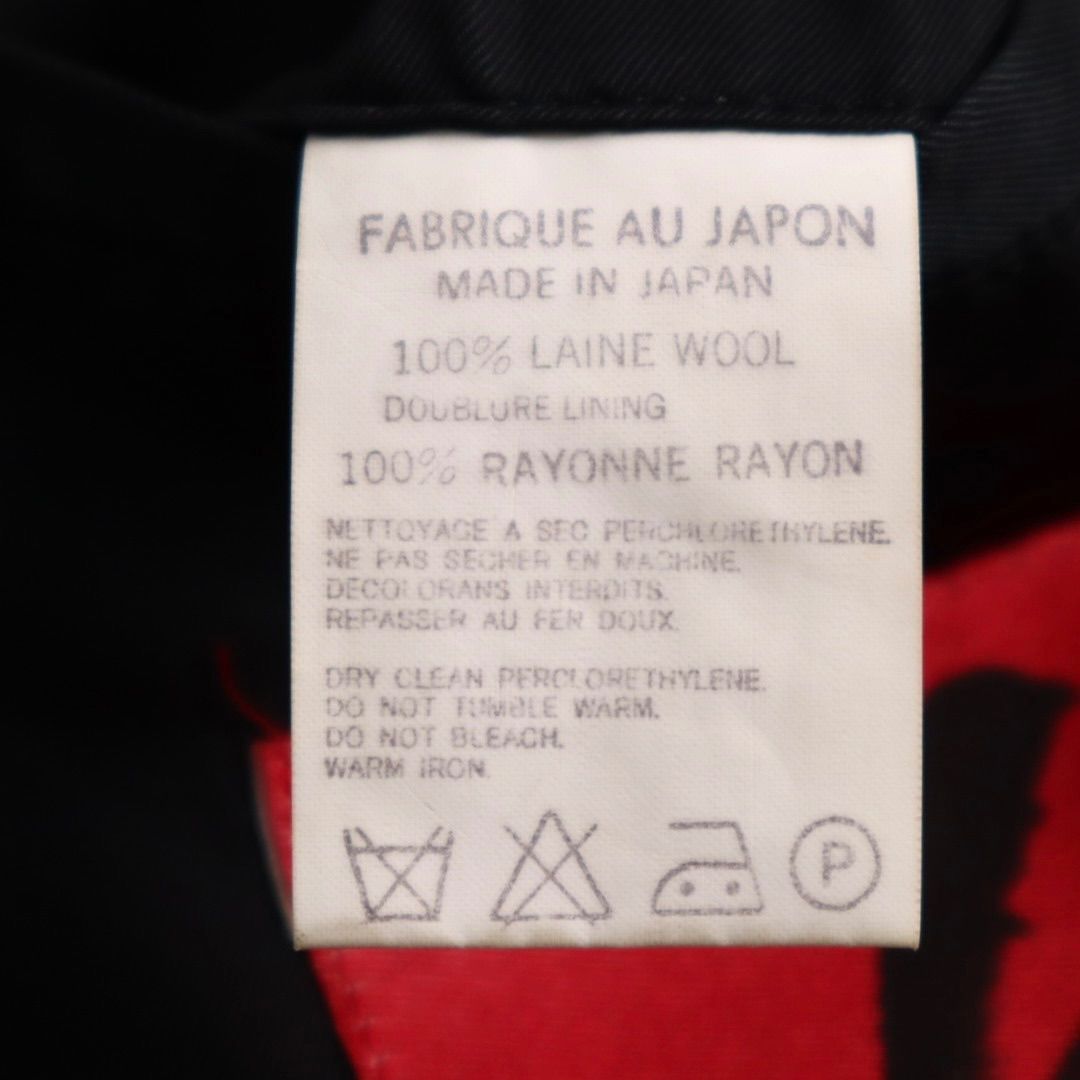 FABRIQUE AU JAPON
MADE IN JAPAN
100% LAINE WOOL
DOUBLURE LINING
100% RAYONNE RAYON
NETTOYAGE A SEC PERCHLORETHYLENE.
NE PAS SECHER EN MACHINE.
DECOLORANS INTERDITS.
REPASSER AU FER DOUX.
DRY CLEAN PERCLORETHYLENE.
DO NOT TUMBLE WARM.
DO NOT BLEACH.
WARM IRON.
P